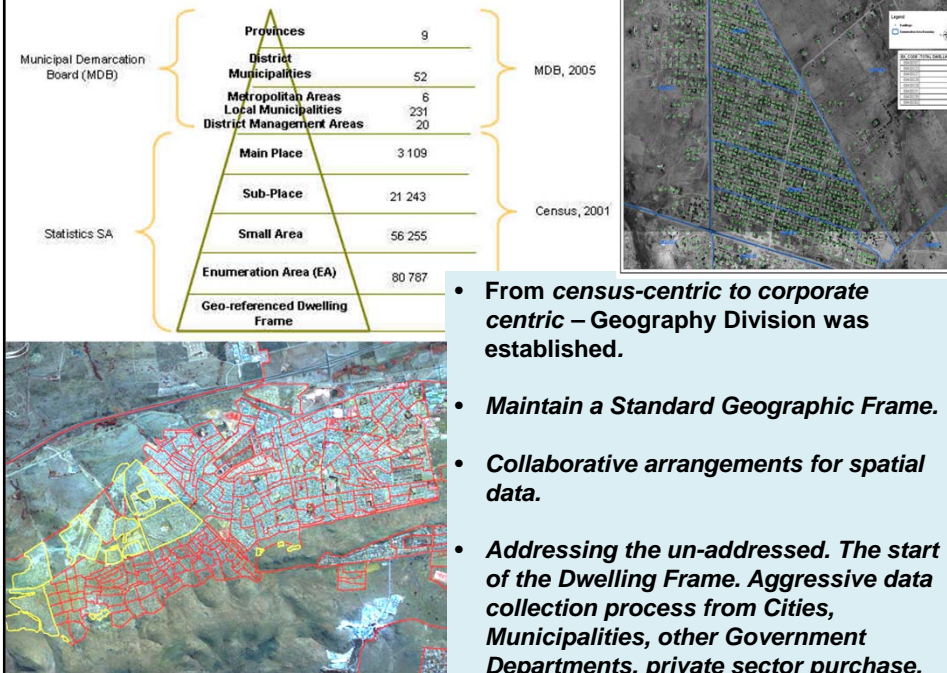 Municipal Demarcation
Board (MDB)
Provinces 9
District
Municipalities 52
Metropolitan Areas 6
Local Municipalities 231
District Management Areas 20
MDB, 2005
Main Place 3 109
Sub-Place 21 243
Small Area 56 255
Enumeration Area (EA) 80 787
Geo-referenced Dwelling
Frame
Statistics SA
Census, 2001
Legend
• From census-centric to corporate
centric – Geography Division was
established.
• Maintain a Standard Geographic Frame.
• Collaborative arrangements for spatial
data.
• Addressing the un-addressed. The start
of the Dwelling Frame. Aggressive data
collection process from Cities,
Municipalities, other Government
Departments, private sector purchase.